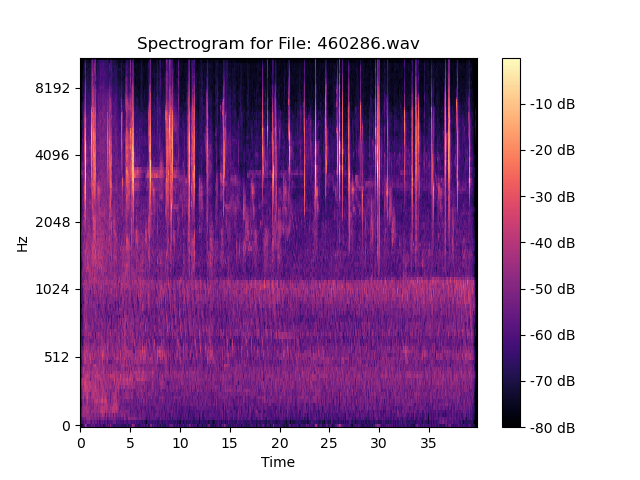 Spectrogram for File: 460286.wav
8192
4096
2048
1024
512
0
Hz
0 5 10 15 20 25 30 35
Time
-10 dB
-20 dB
-30 dB
-40 dB
-50 dB
-60 dB
-70 dB
-80 dB